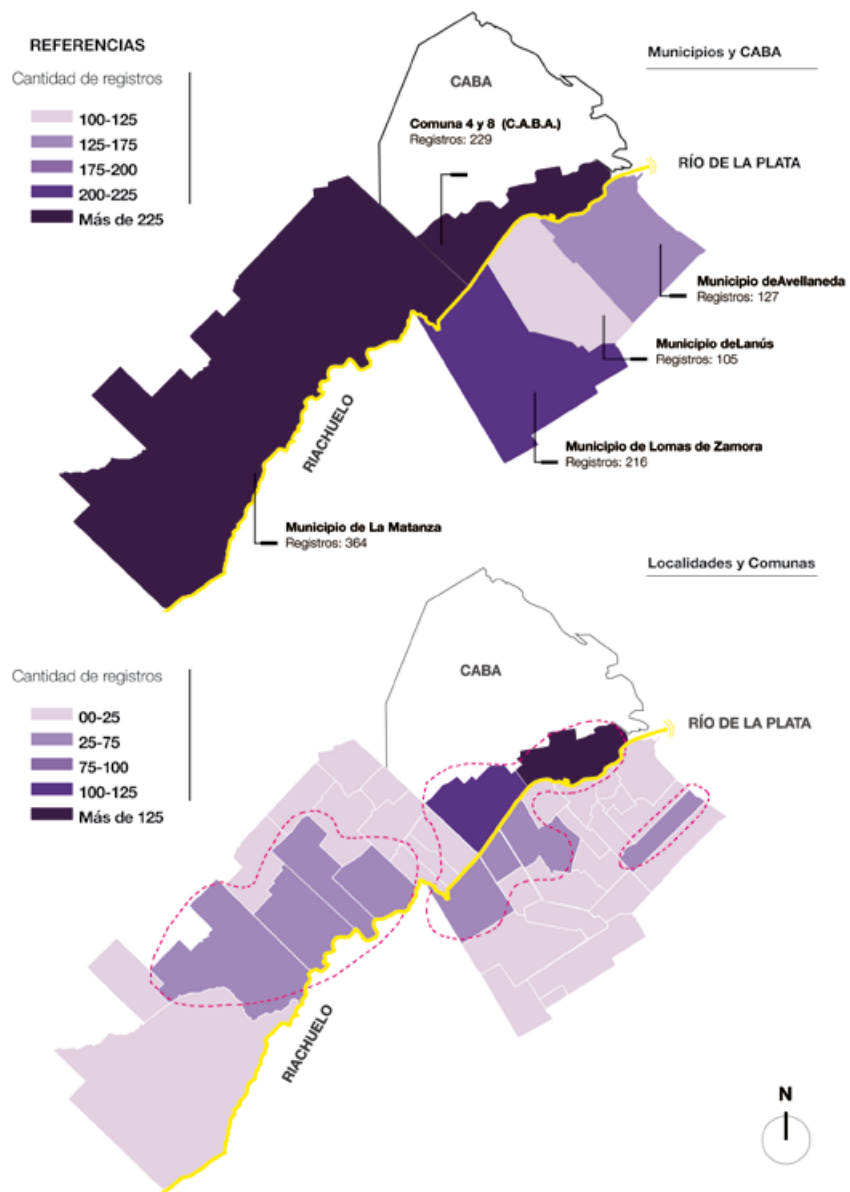 REFERENCIAS
Cantidad de registros
100-125
125-175
175-200
200-225
Más de 225
Municipios y CABA
CABA
Comuna 4 y 8 (C.A.B.A.)
Registros: 229
RÍO DE LA PLATA
Municipio deAvellaneda
Registros: 127
Municipio deLanús
Registros: 105
RIACHUELO
Municipio de Lomas de Zamora
Registros: 216
Municipio de La Matanza
Registros: 364
Localidades y Comunas
Cantidad de registros
00-25
25-75
75-100
100-125
Más de 125
CABA
RÍO DE LA PLATA
RIACHUELO
N